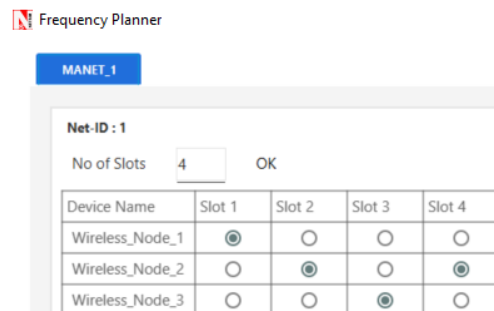 Frequency Planner
MANET_1
Net-ID : 1
No of Slots 4 OK
Device Name Slot 1 Slot 2 Slot 3 Slot 4
Wireless_Node_1
Wireless_Node_2
Wireless_Node_3